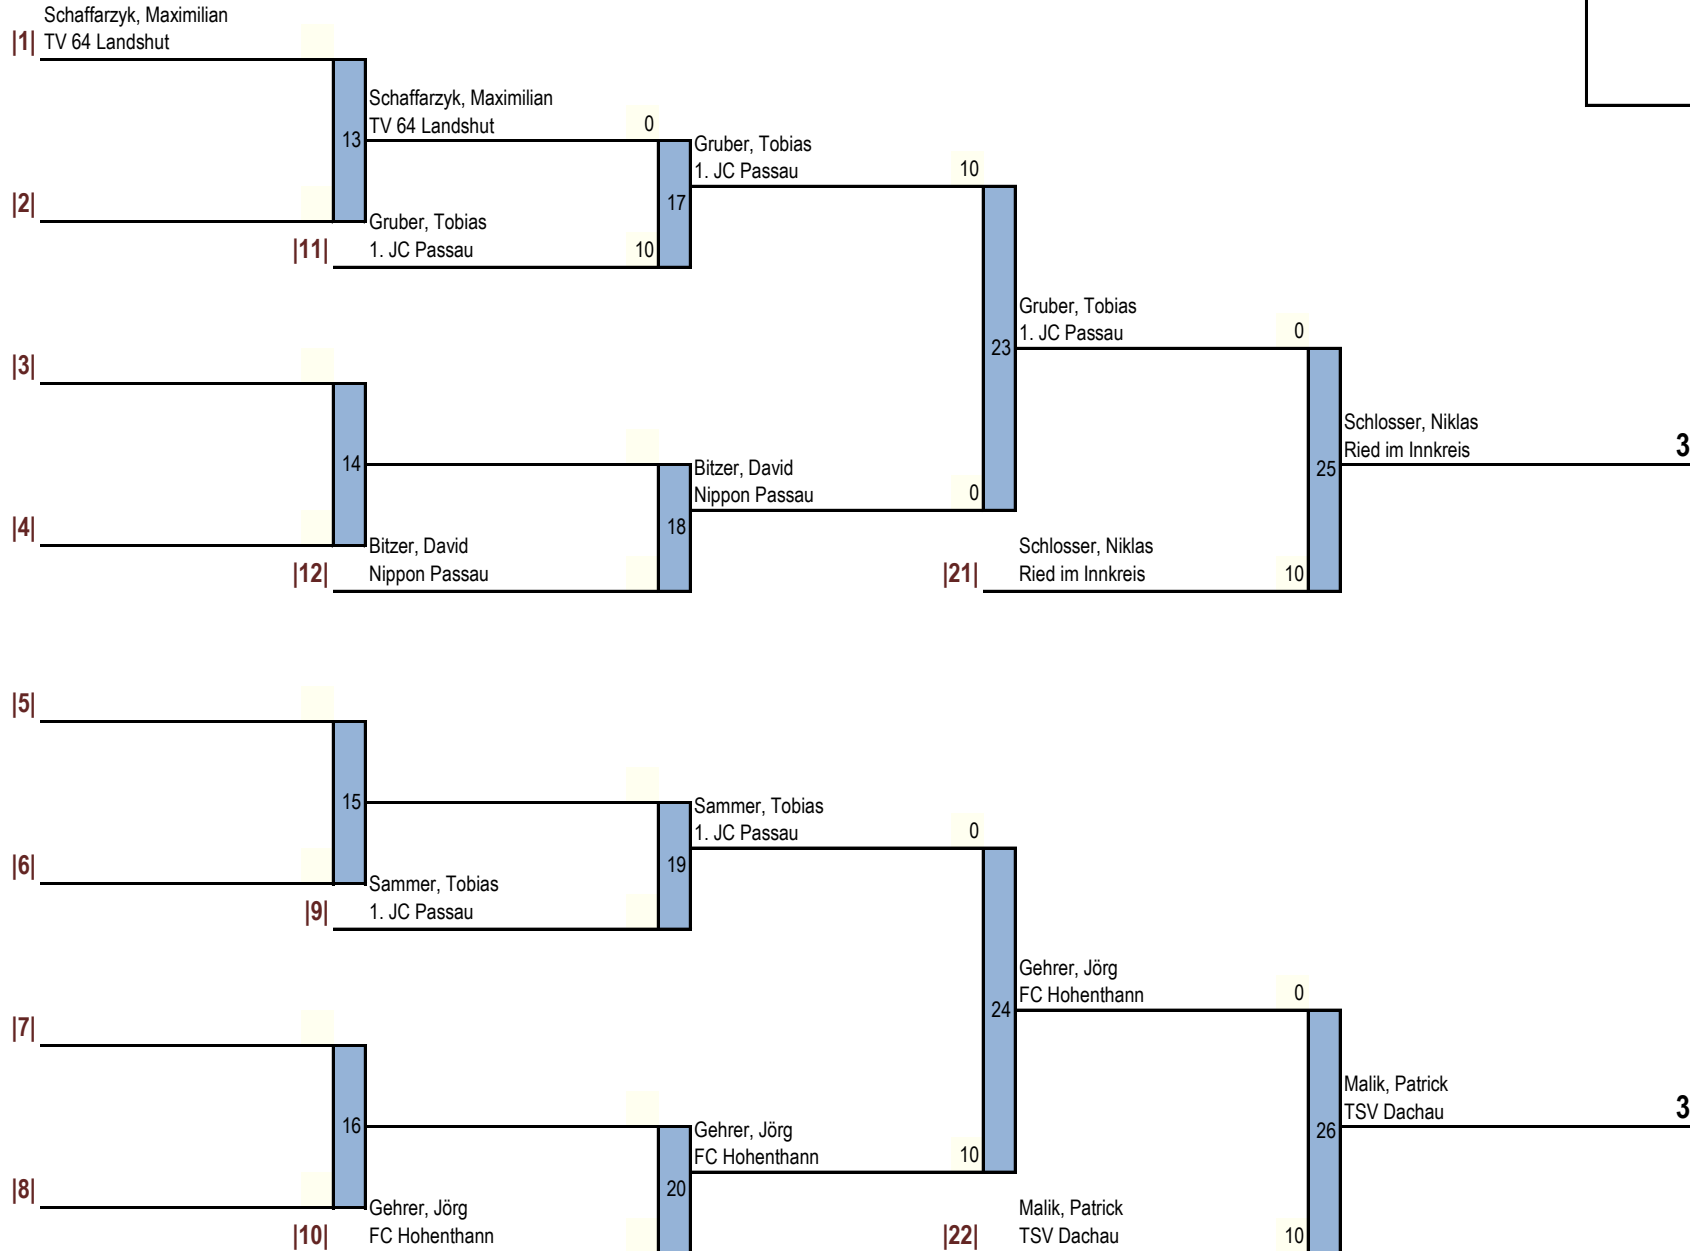 Schaffarzyk, Maximilian
|1| TV 64 Landshut
Schaffarzyk, Maximilian
TV 64 Landshut 0
13
Gruber, Tobias
1. JC Passau 10
|2|
17
Gruber, Tobias
|11| 1. JC Passau 10
Gruber, Tobias
1. JC Passau 0
23
|3|
Schlosser, Niklas
Ried im Innkreis 3
14
25
Bitzer, David
Nippon Passau 0
18
|4|
Bitzer, David
|12| Nippon Passau
Schlosser, Niklas
|21| Ried im Innkreis 10
|5|
15
Sammer, Tobias
1. JC Passau 0
19
|6|
Sammer, Tobias
|9| 1. JC Passau
Gehrer, Jörg
FC Hohenthann 0
24
|7|
Malik, Patrick
TSV Dachau 3
16
26
Gehrer, Jörg
FC Hohenthann 10
20
|8|
Gehrer, Jörg
|10| FC Hohenthann
Malik, Patrick
|22| TSV Dachau 10